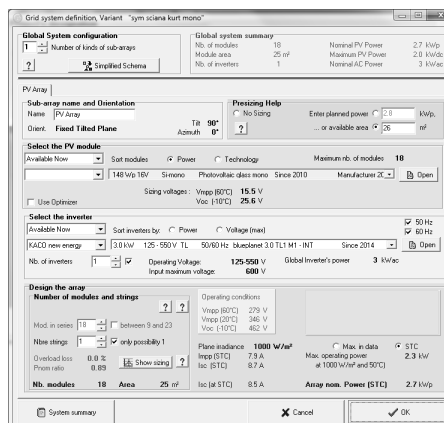 Grid system definition, Variant "sym sciana kurt mono"
Global System configuration
1 Number of kinds of sub-arrays
? Simplified Schema
Global system summary
Nb. of modules 18 Nominal PV Power 2.7 kWp
Module area 25 m² Maximum PV Power 2.0 kWdc
Nb. of inverters 1 Nominal AC Power 3 kWac
PV Array
Sub-array name and Orientation
Name PV Array
Orient. Fixed Tilted Plane Tilt 90°
Azimuth 0°
Presizing Help
No Sizing Enter planned power 2.8 kWp,
? ... or available area 26 m²
Select the PV module
Available Now Sort modules Power Technology Maximum nb. of modules 18
148 Wp 16V Si-mono Photovoltaic glass mono Since 2010 Manufacturer 2 Open
Sizing voltages : Vmpp (60°C) 15.5 V
Use Optimizer Voc (-10°C) 25.6 V
Select the inverter
50 Hz
Available Now Sort inverters by: Power Voltage (max) 60 Hz
KACO new energy 3.0 kW 125 - 550 V TL 50/60 Hz blueplanet 3.0 TL1 M1 - INT Since 2014 Open
Nb. of inverters 1 Operating Voltage: 125-550 V Global Inverter's power 3 kWac
Input maximum voltage: 600 V
Design the array
Number of modules and strings
? ?
Mod. in series 18 between 9 and 23
Nbre strings 1 only possibility 1
Overload loss 0.0 %
Pnom ratio 0.89 Show sizing ?
Nb. modules 18 Area 25 m²
Operating conditions
Vmpp (60°C) 279 V
Vmpp (20°C) 346 V
Voc (-10°C) 462 V
Plane irradiance 1000 W/m² Max. in data STC
Impp (STC) 7.9 A Max. operating power 2.3 kW
Isc (STC) 8.7 A at 1000 W/m² and 50°C)
Isc (at STC) 8.5 A Array nom. Power (STC) 2.7 kWp
System summary Cancel OK